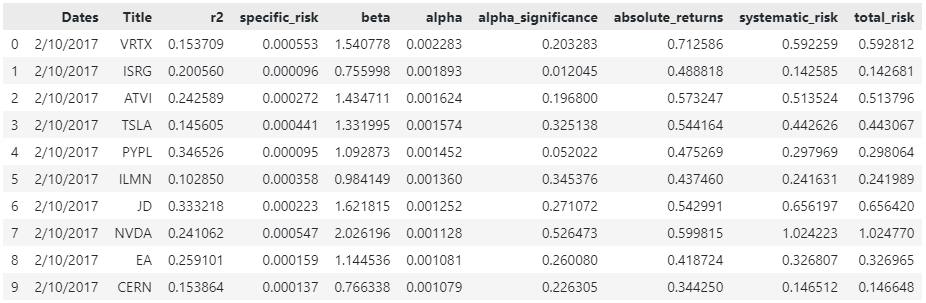 Dates Title r2 specific_risk beta alpha alpha_significance absolute_returns systematic_risk total_risk
0 2/10/2017 VRTX 0.153709 0.000553 1.540778 0.002283 0.203283 0.712586 0.592259 0.592812
1 2/10/2017 ISRG 0.200560 0.000096 0.755998 0.001893 0.012045 0.488818 0.142585 0.142681
2 2/10/2017 ATVI 0.242589 0.000272 1.434711 0.001624 0.196800 0.573247 0.513524 0.513796
3 2/10/2017 TSLA 0.145605 0.000441 1.331995 0.001574 0.325138 0.544164 0.442626 0.443067
4 2/10/2017 PYPL 0.346526 0.000095 1.092873 0.001452 0.052022 0.475269 0.297969 0.298064
5 2/10/2017 ILMN 0.102850 0.000358 0.984149 0.001360 0.345376 0.437460 0.241631 0.241989
6 2/10/2017 JD 0.333218 0.000223 1.621815 0.001252 0.271072 0.542991 0.656197 0.656420
7 2/10/2017 NVDA 0.241062 0.000547 2.026196 0.001128 0.526473 0.599815 1.024223 1.024770
8 2/10/2017 EA 0.259101 0.000159 1.144536 0.001081 0.260080 0.418724 0.326807 0.326965
9 2/10/2017 CERN 0.153864 0.000137 0.766338 0.001079 0.226305 0.344250 0.146512 0.146648